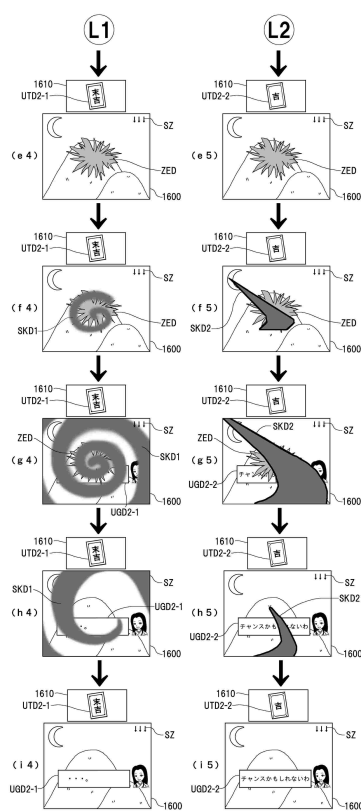 L1
L2
1610
UTD2-1
末吉
1610
UTD2-2
吉
(e4)
↓↓↓
SZ
ZED
1600
(e5)
↓↓↓
SZ
ZED
1600
1610
UTD2-1
末吉
1610
UTD2-2
吉
(f4)
↓↓↓
SZ
SKD1
ZED
1600
(f5)
↓↓↓
SZ
SKD2
ZED
1600
1610
UTD2-1
末吉
1610
UTD2-2
吉
(g4)
ZED
SZ
SKD1
1600
UGD2-1
(g5)
SKD2
↓↓↓
SZ
ZED
UGD2-2
チャンス
1600
1610
UTD2-1
末吉
1610
UTD2-2
吉
(h4)
SKD1
SZ
UGD2-1
・・・。
1600
(h5)
↓↓↓
SZ
SKD2
UGD2-2
チャンスかもしれないわ
1600
1610
UTD2-1
末吉
1610
UTD2-2
吉
(i4)
↓↓↓
SZ
UGD2-1
・・・。
1600
(i5)
↓↓↓
SZ
UGD2-2
チャンスかもしれないわ
1600